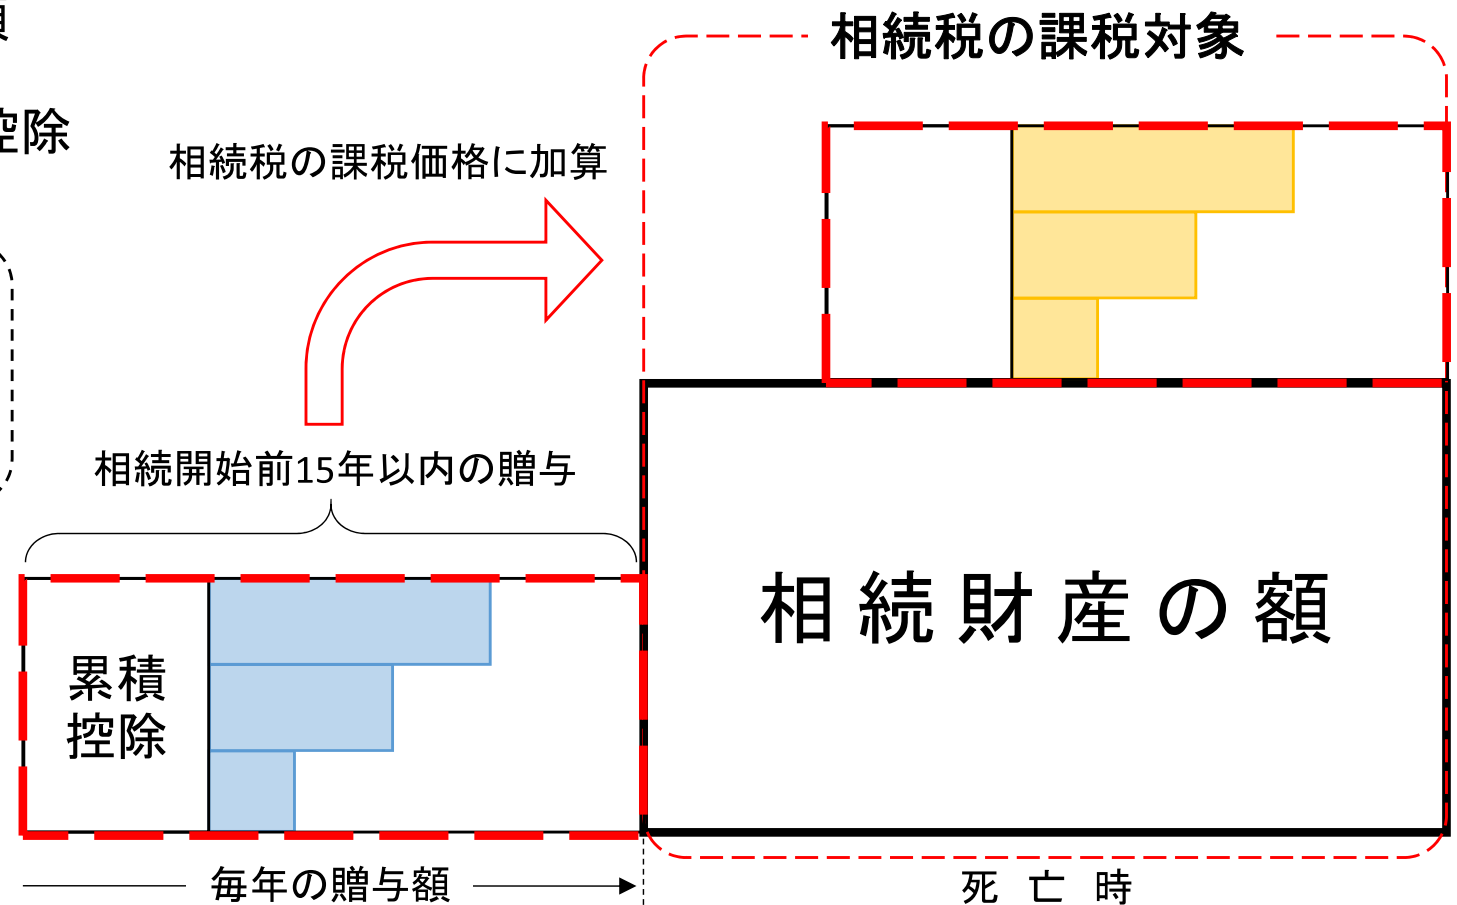 相続税の課税対象
控除
相続税の課税価格に加算
相続開始前15年以内の贈与
相続財産の額
累積
控除
毎年の贈与額
死亡時